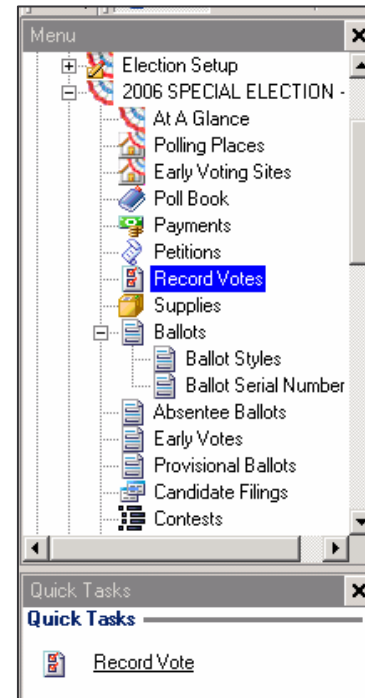 Menu
Election Setup
2006 SPECIAL ELECTION -
At A Glance
Polling Places
Early Voting Sites
Poll Book
Payments
Petitions
Record Votes
Supplies
Ballots
Ballot Styles
Ballot Serial Number
Absentee Ballots
Early Votes
Provisional Ballots
Candidate Filings
Contests
Quick Tasks
Quick Tasks
Record Vote